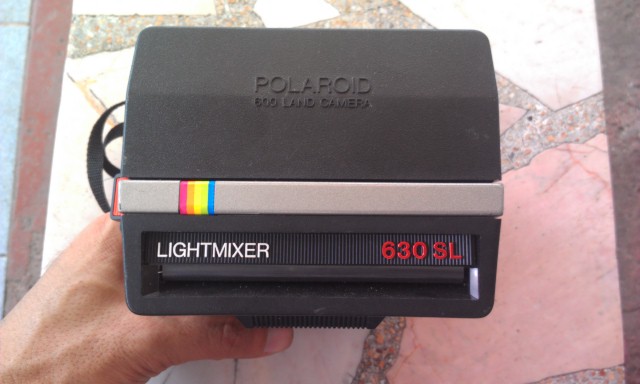 POLAROID
600 LAND CAMERA
LIGHTMIXER 630 SL